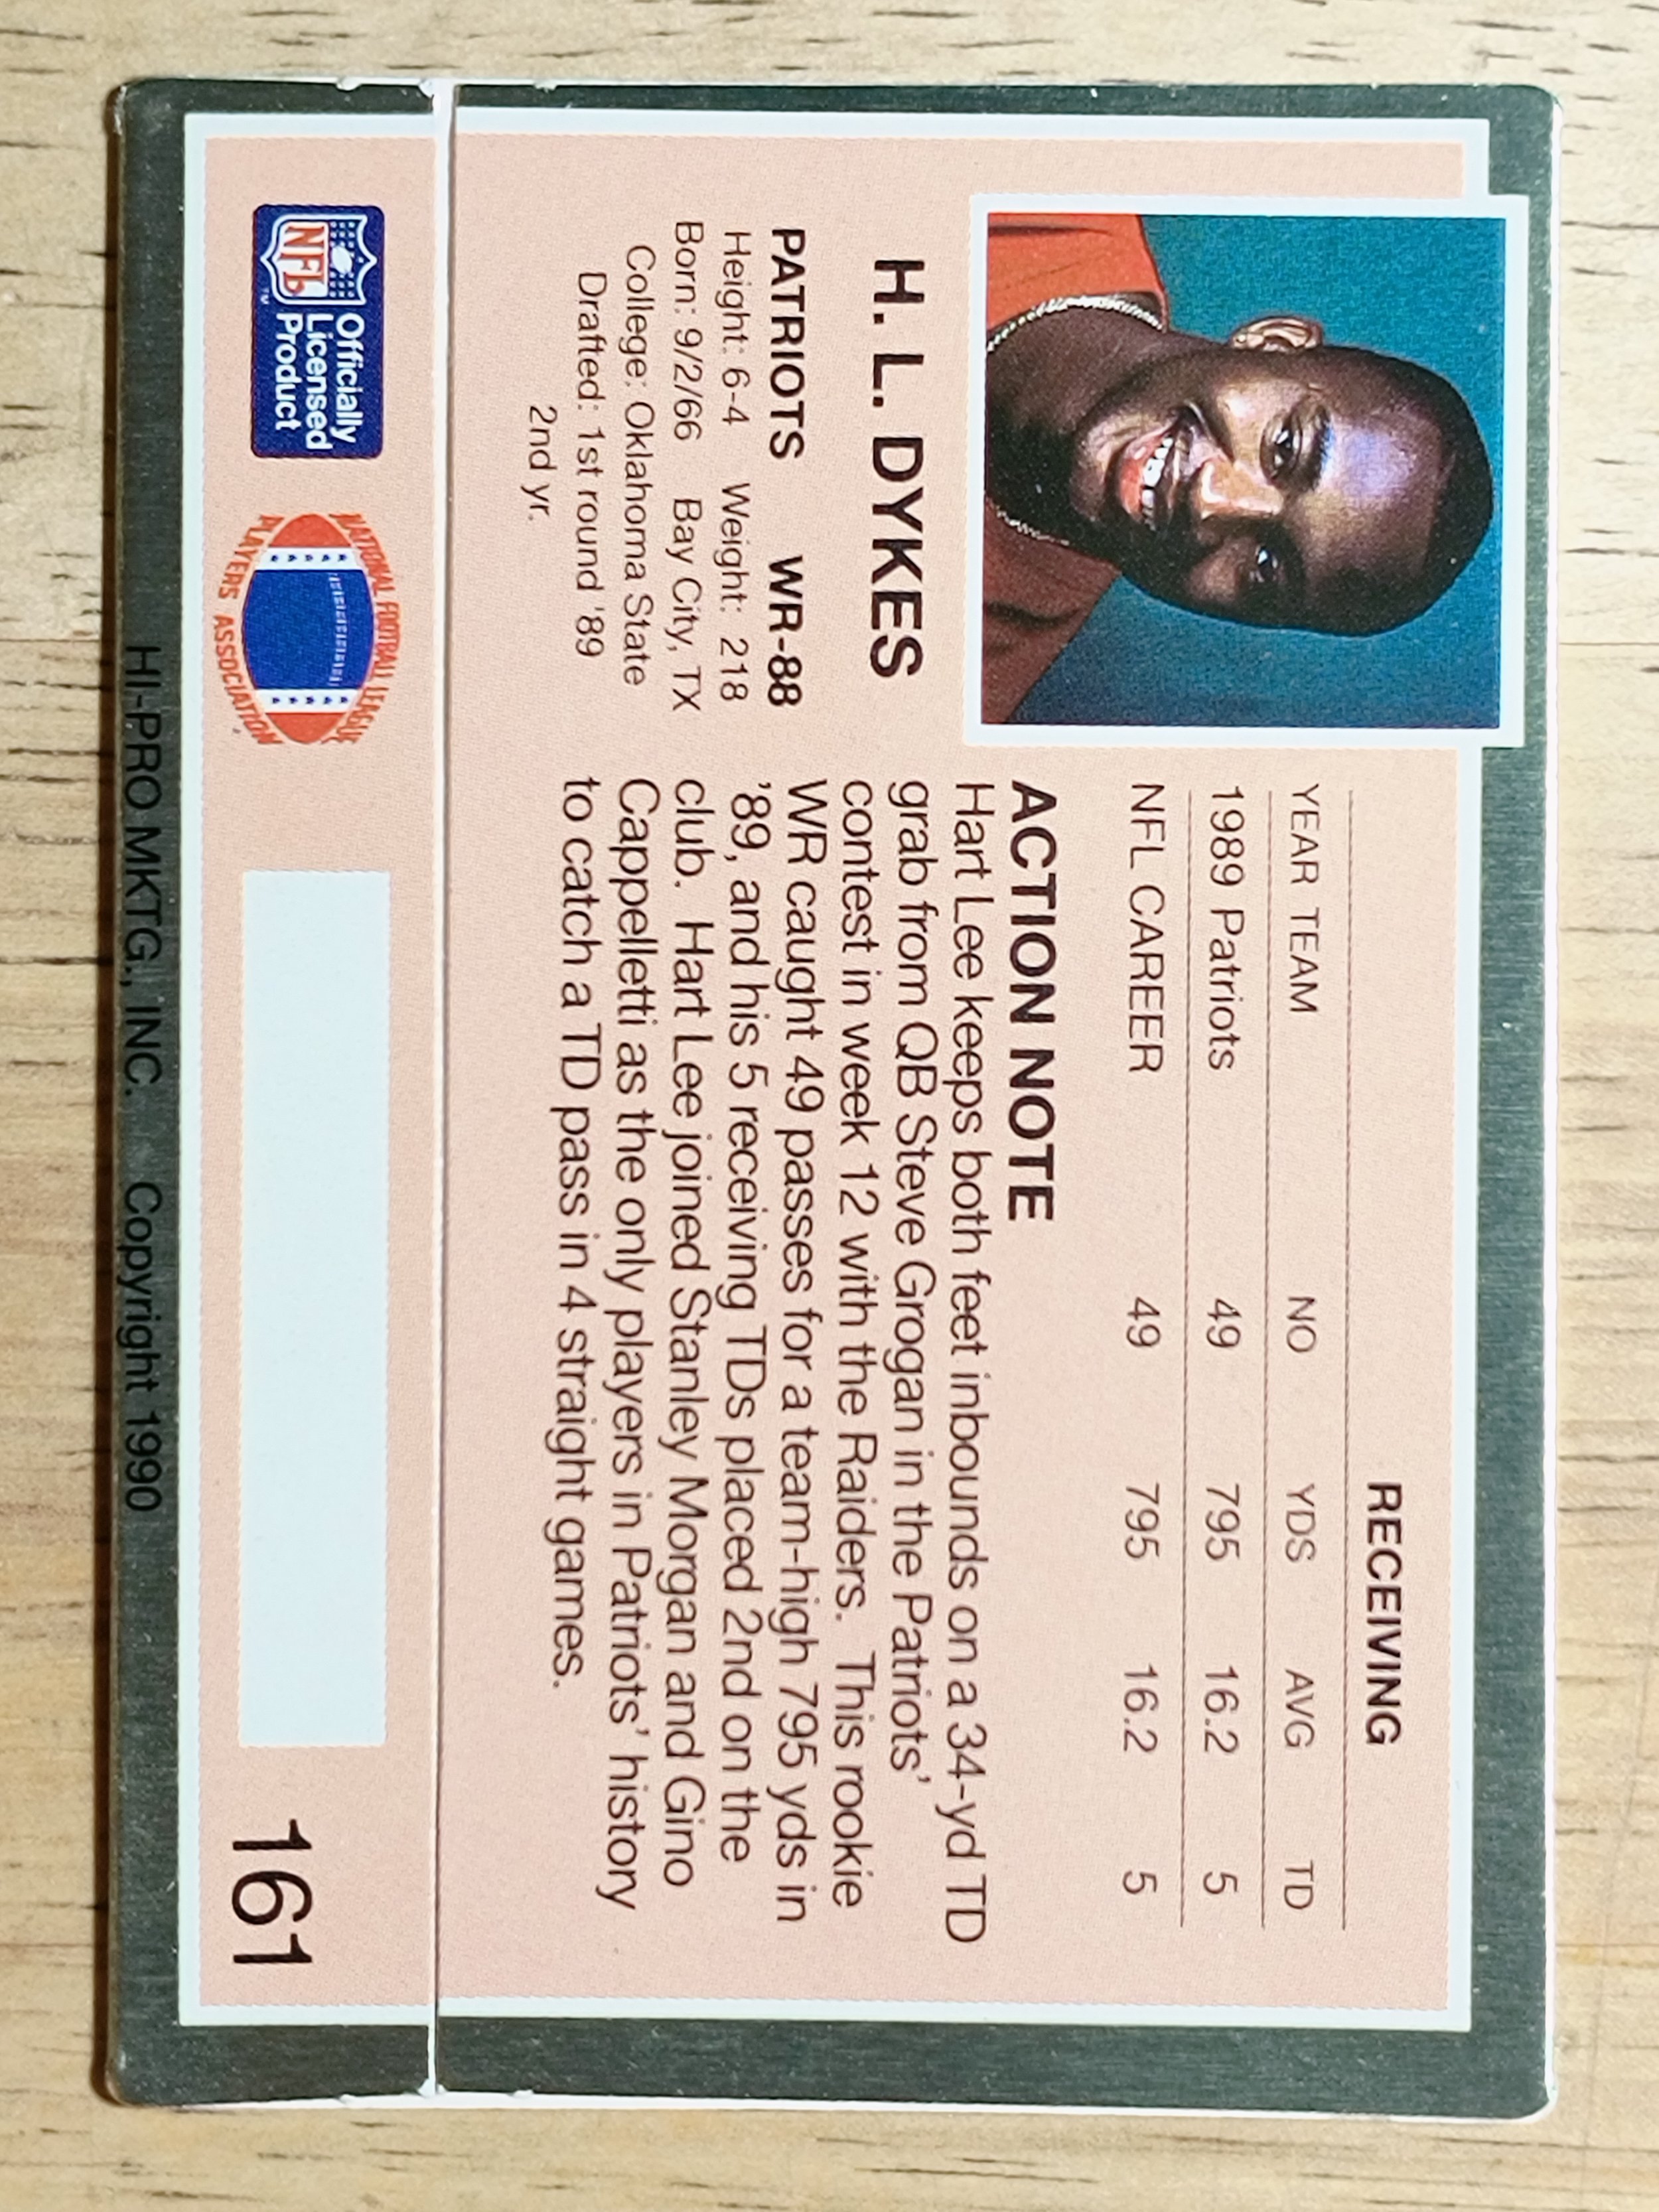 H. L. DYKES
PATRIOTS WR-88
Height: 6-4 Weight: 218
Born: 9/2/66 Bay City, TX
College: Oklahoma State
Drafted: 1st round '89
2nd yr.
RECEIVING
YEAR TEAM NO YDS AVG TD
1989 Patriots 49 795 16.2 5
NFL CAREER 49 795 16.2 5
ACTION NOTE
Hart Lee keeps both feet inbounds on a 34-yd TD
grab from QB Steve Grogan in the Patriots'
contest in week 12 with the Raiders. This rookie
WR caught 49 passes for a team-high 795 yds in
'89, and his 5 receiving TDs placed 2nd on the
club. Hart Lee joined Stanley Morgan and Gino
Cappelletti as the only players in Patriots' history
to catch a TD pass in 4 straight games.
NFL
TM
Officially
Licensed
Product
NATIONAL FOOTBALL LEAGUE
PLAYERS ASSOCIATION
161
HI-PRO MKTG., INC. Copyright 1990